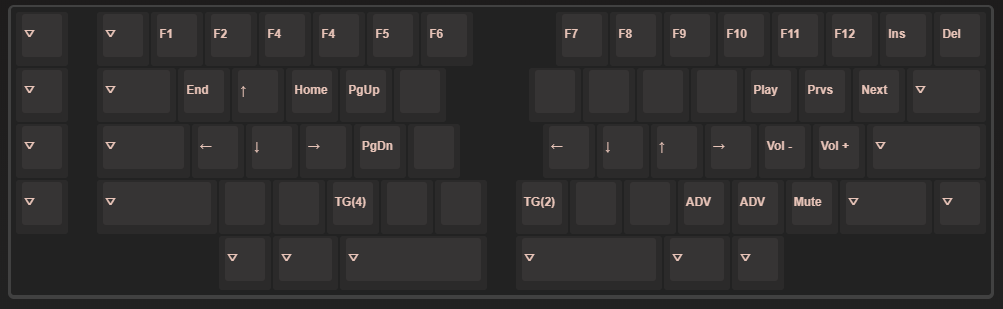 ▽ ▽ F1 F2 F4 F4 F5 F6 F7 F8 F9 F10 F11 F12 Ins Del
▽ ▽ End ↑ Home PgUp Play Prvs Next ▽
▽ ▽ ← ↓ → PgDn ← ↓ ↑ → Vol - Vol + ▽
▽ ▽ TG(4) TG(2) ADV ADV Mute ▽ ▽
▽ ▽ ▽ ▽ ▽ ▽